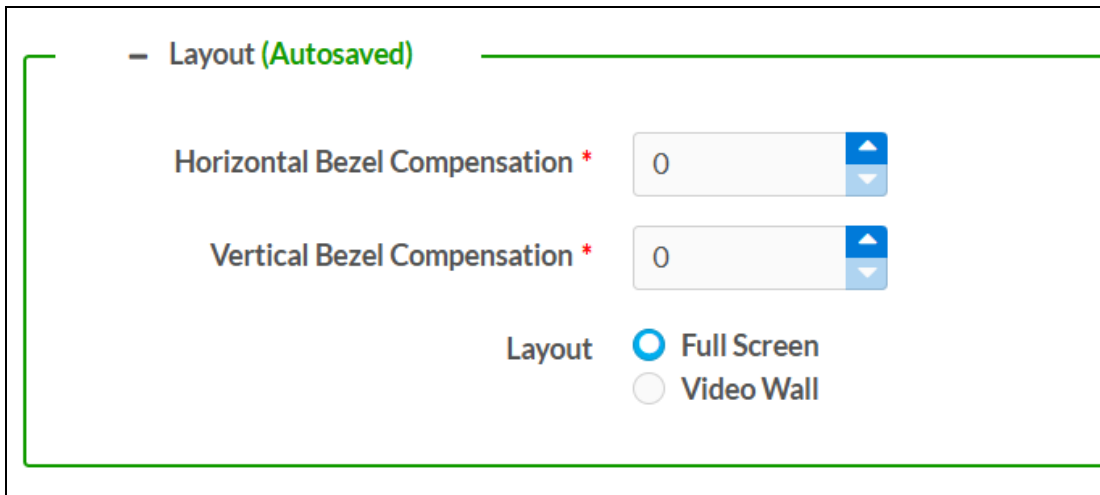 – Layout (Autosaved)
Horizontal Bezel Compensation * 0
Vertical Bezel Compensation * 0
Layout Full Screen
Video Wall